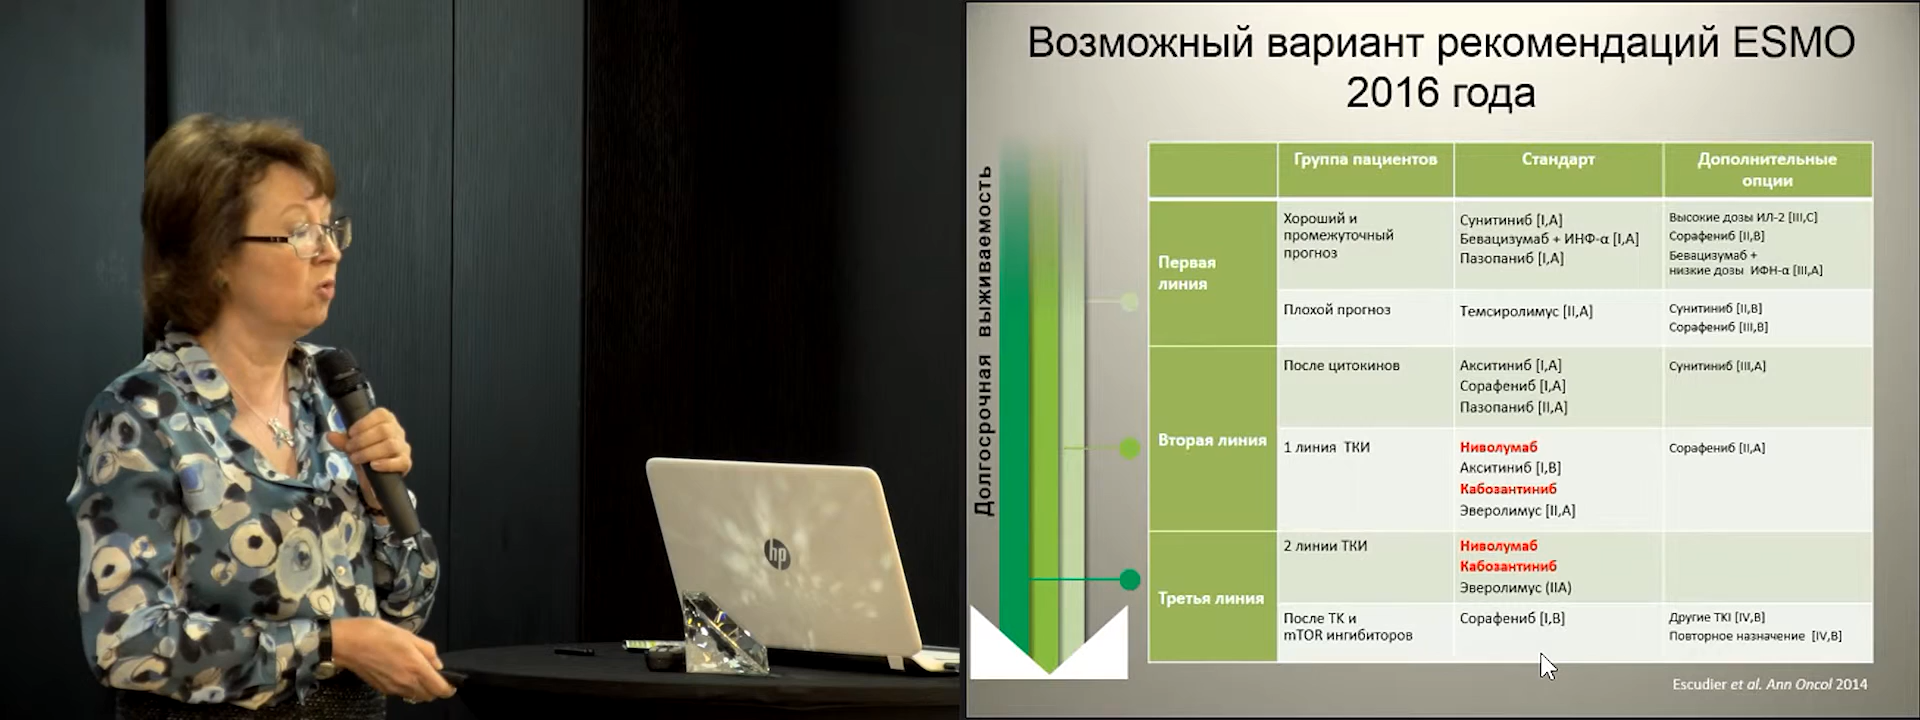 Возможный вариант рекомендаций ESMO
2016 года
Долгосрочная выживаемость
Группа пациентов
Стандарт
Дополнительные
опции
Первая
линия
Хороший и
промежуточный
прогноз
Сунитиниб [I,A]
Бевацизумаб + ИНФ-α [I,A]
Пазопаниб [I,A]
Высокие дозы ИЛ-2 [III,C]
Сорафениб [II,B]
Бевацизумаб +
низкие дозы ИФН-α [III,A]
Плохой прогноз
Темсиролимус [II,A]
Сунитиниб [II,B]
Сорафениб [III,B]
Вторая линия
После цитокинов
Акситиниб [I,A]
Сорафениб [I,A]
Пазопаниб [II,A]
Сунитиниб [III,A]
1 линия ТКИ
Ниволумаб
Акситиниб [I,B]
Кабозантиниб
Эверолимус [II,A]
Сорафениб [II,A]
Третья линия
2 линии ТКИ
Ниволумаб
Кабозантиниб
Эверолимус (IIA)
После ТК и
mTOR ингибиторов
Сорафениб [I,B]
Другие TKI [IV,B]
Повторное назначение [IV,B]
Escudier et al. Ann Oncol 2014
hp